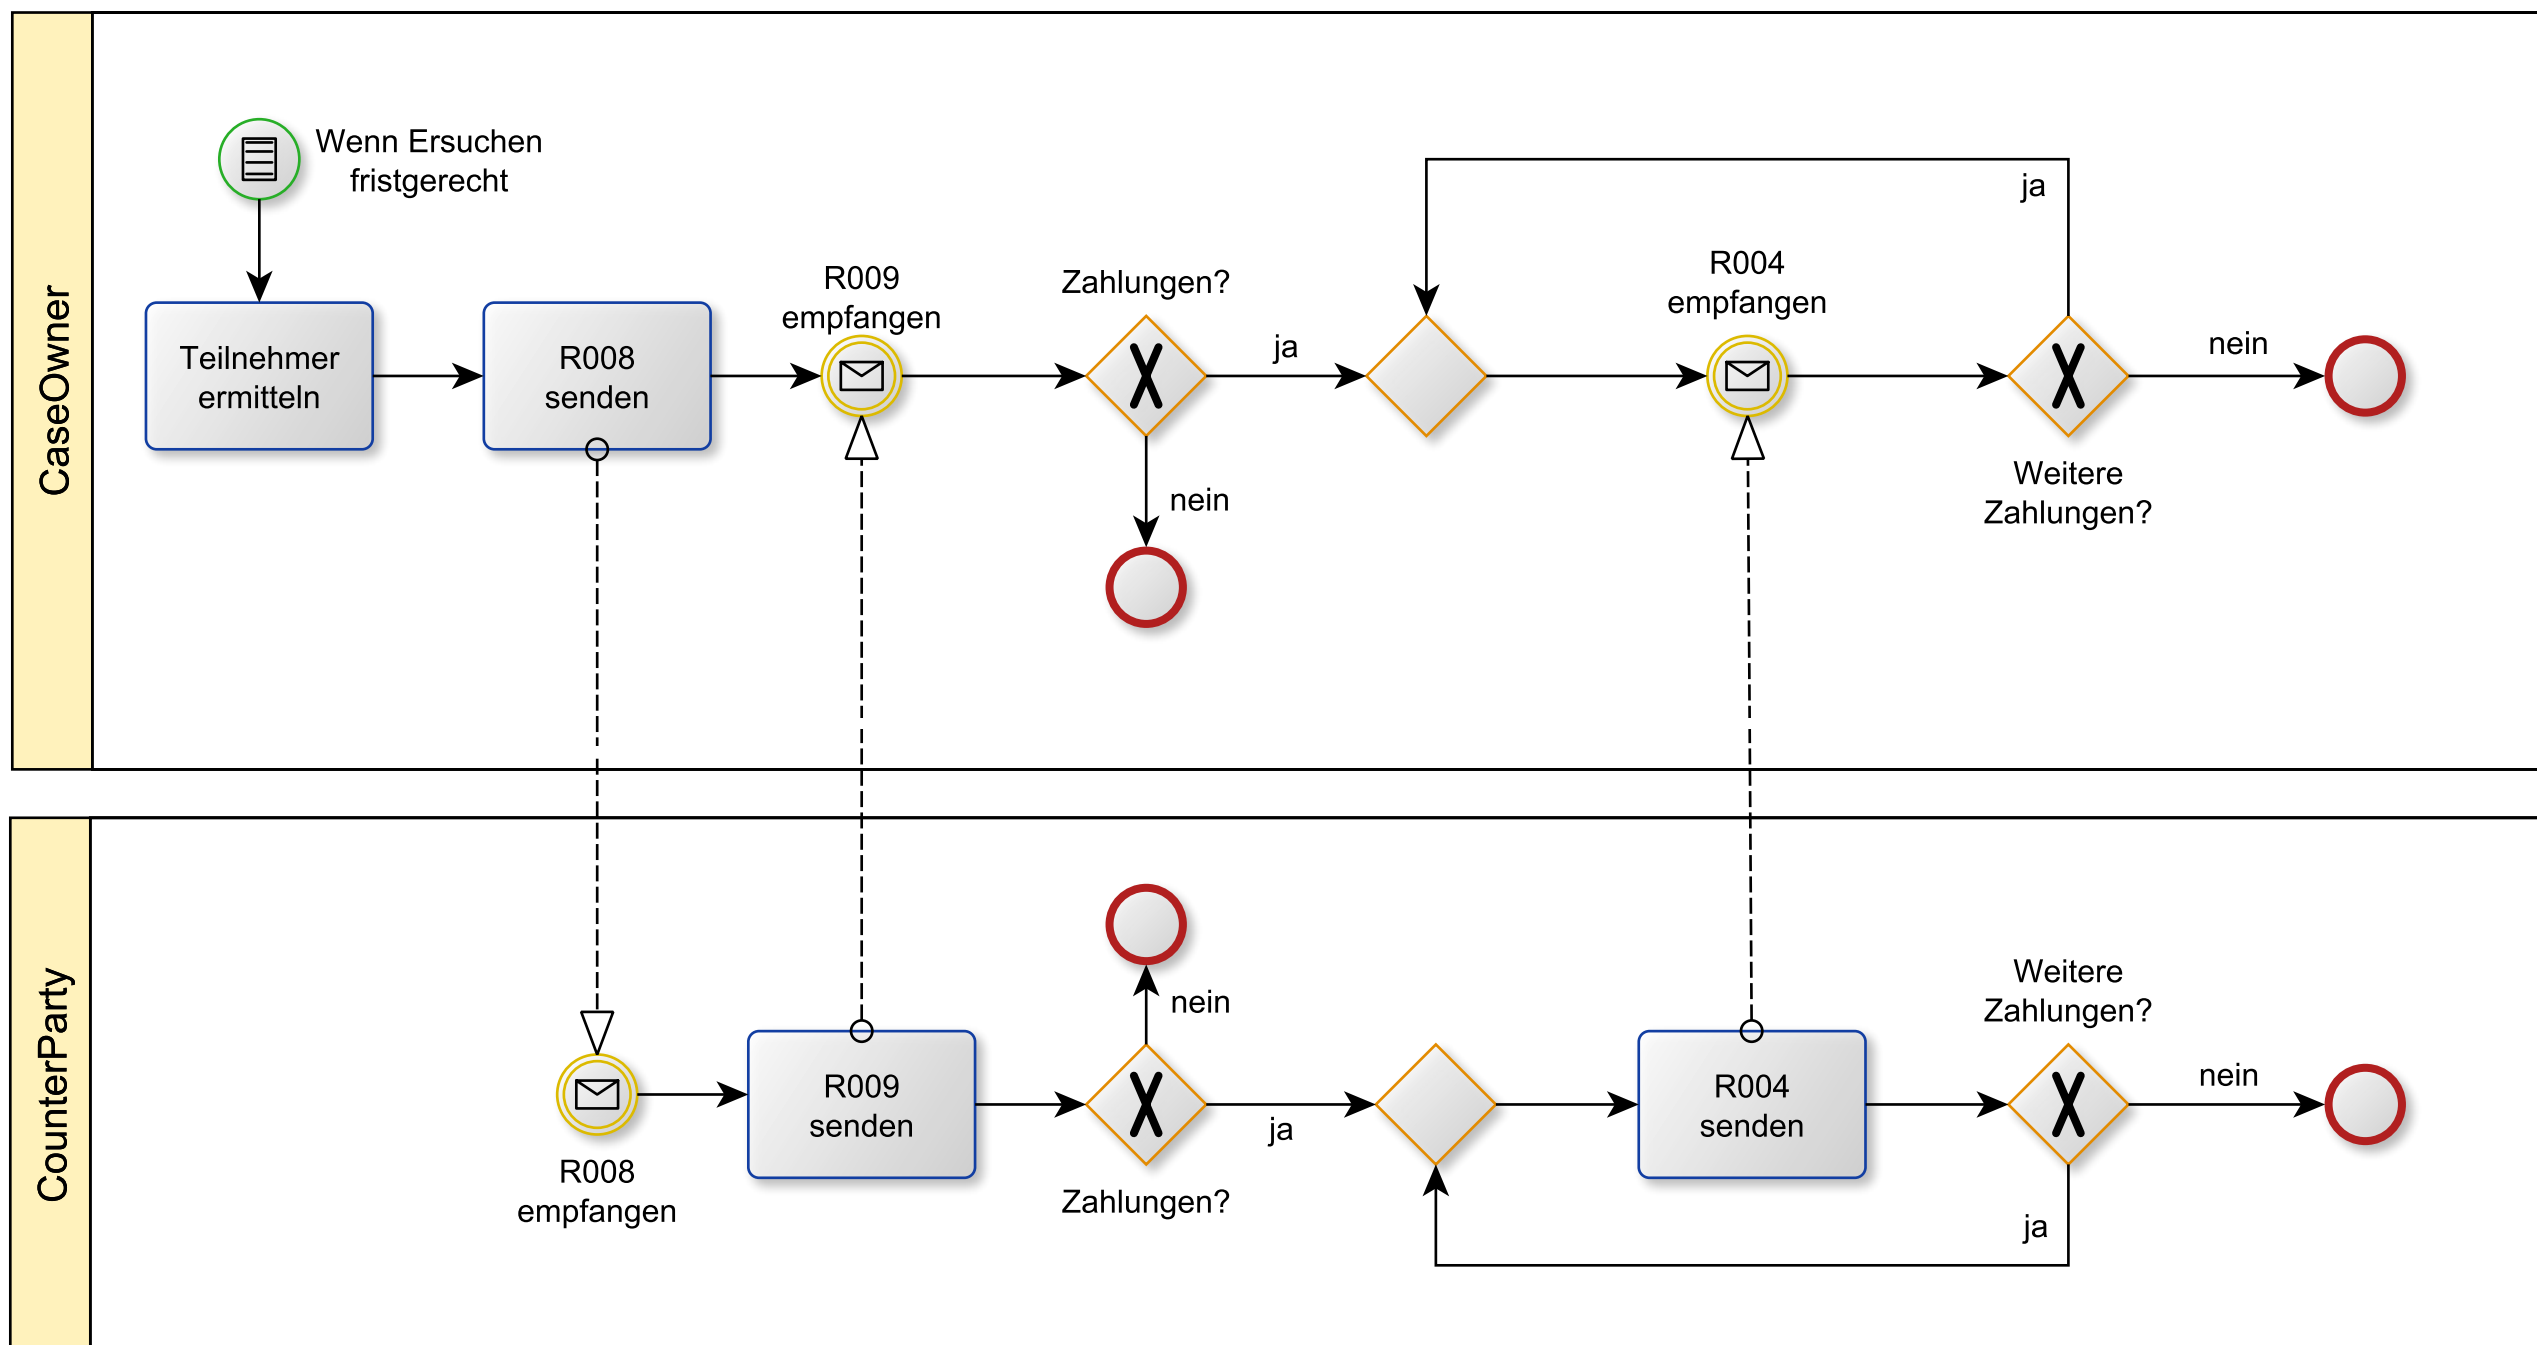 CaseOwner
Wenn Ersuchen
fristgerecht
Teilnehmer
ermitteln
R008
senden
R009
empfangen
Zahlungen?
ja
nein
R004
empfangen
ja
Weitere
Zahlungen?
nein
CounterParty
R008
empfangen
R009
senden
nein
Zahlungen?
ja
R004
senden
Weitere
Zahlungen?
nein
ja